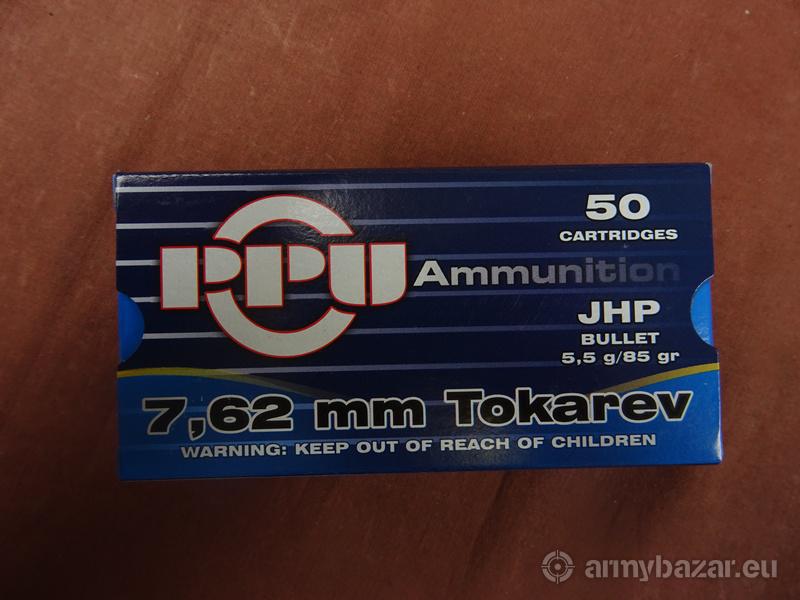 50
CARTRIDGES
PPU Ammunition
JHP
BULLET
5,5 g/85 gr
7,62 mm Tokarev
WARNING: KEEP OUT OF REACH OF CHILDREN
armybazar.eu